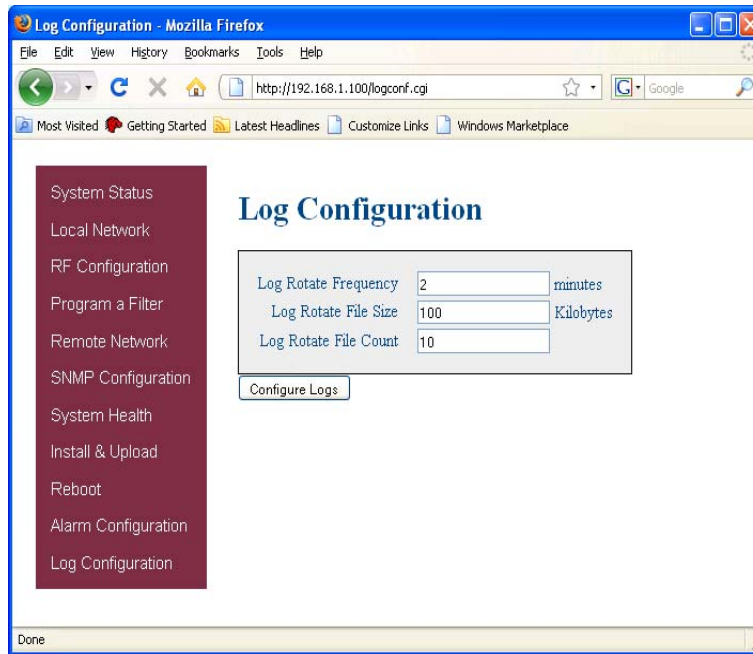 Log Configuration - Mozilla Firefox
File Edit View History Bookmarks Tools Help
http://192.168.1.100/logconf.cgi G Google
Most Visited Getting Started Latest Headlines Customize Links Windows Marketplace
System Status
Local Network
RF Configuration
Program a Filter
Remote Network
SNMP Configuration
System Health
Install & Upload
Reboot
Alarm Configuration
Log Configuration
Log Configuration
Log Rotate Frequency 2 minutes
Log Rotate File Size 100 Kilobytes
Log Rotate File Count 10
Configure Logs
Done